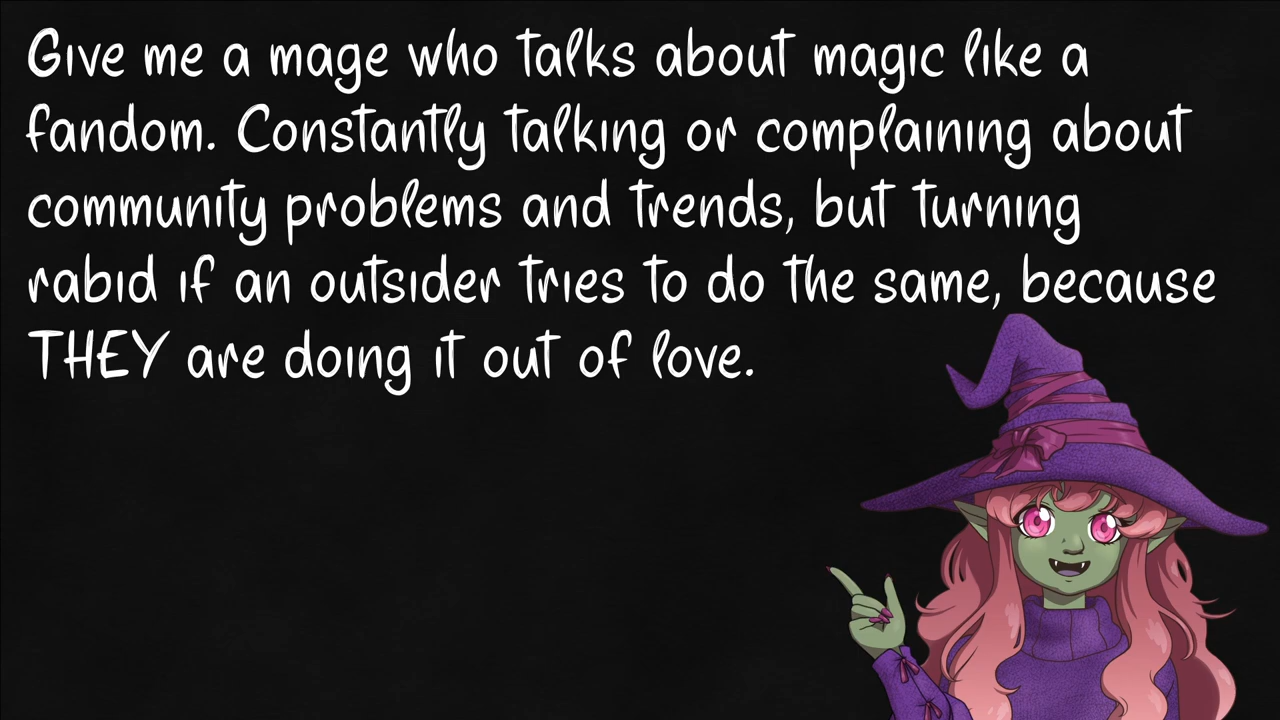 Give me a mage who talks about magic like a
fandom. Constantly talking or complaining about
community problems and trends, but turning
rabid if an outsider tries to do the same, because
THEY are doing it out of love.